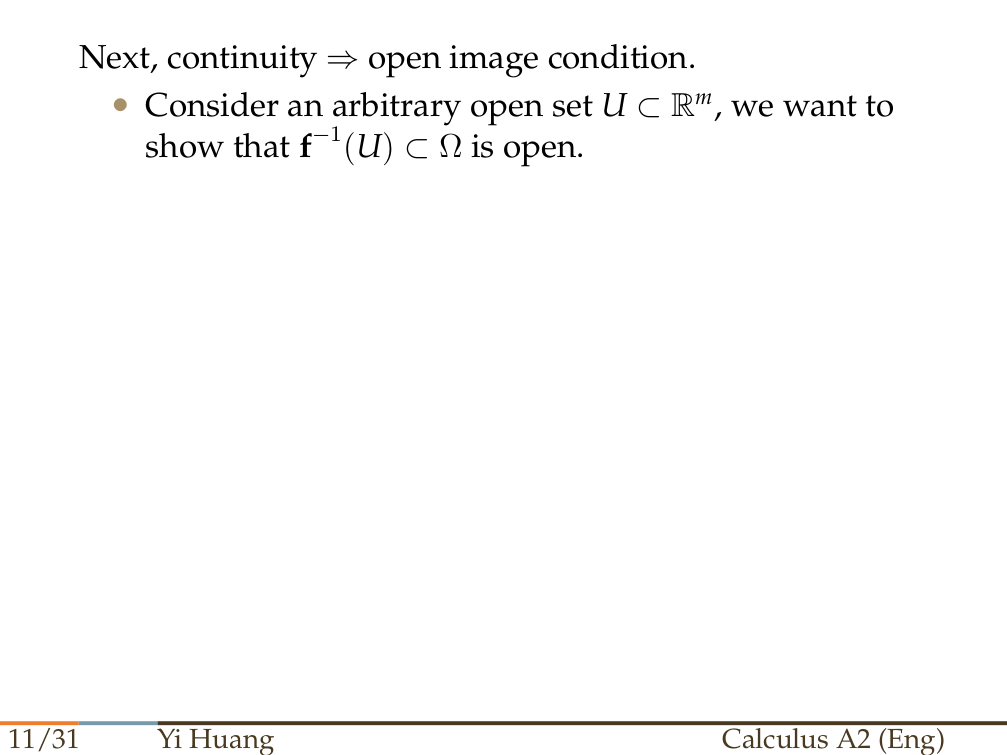 Next, continuity ⇒ open image condition.
• Consider an arbitrary open set U ⊂ ℝᵐ, we want to
show that f⁻¹(U) ⊂ Ω is open.
11/31 Yi Huang Calculus A2 (Eng)